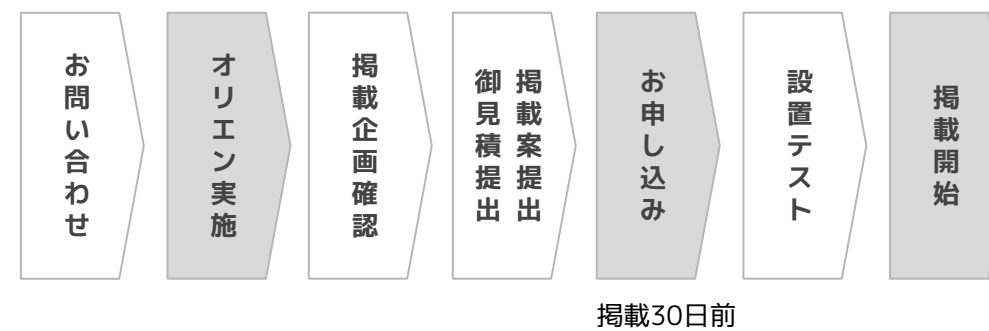 お問い合わせ
オリエン実施
掲載企画確認
掲載案提出
御見積提出
お申し込み
設置テスト
掲載開始
掲載30日前